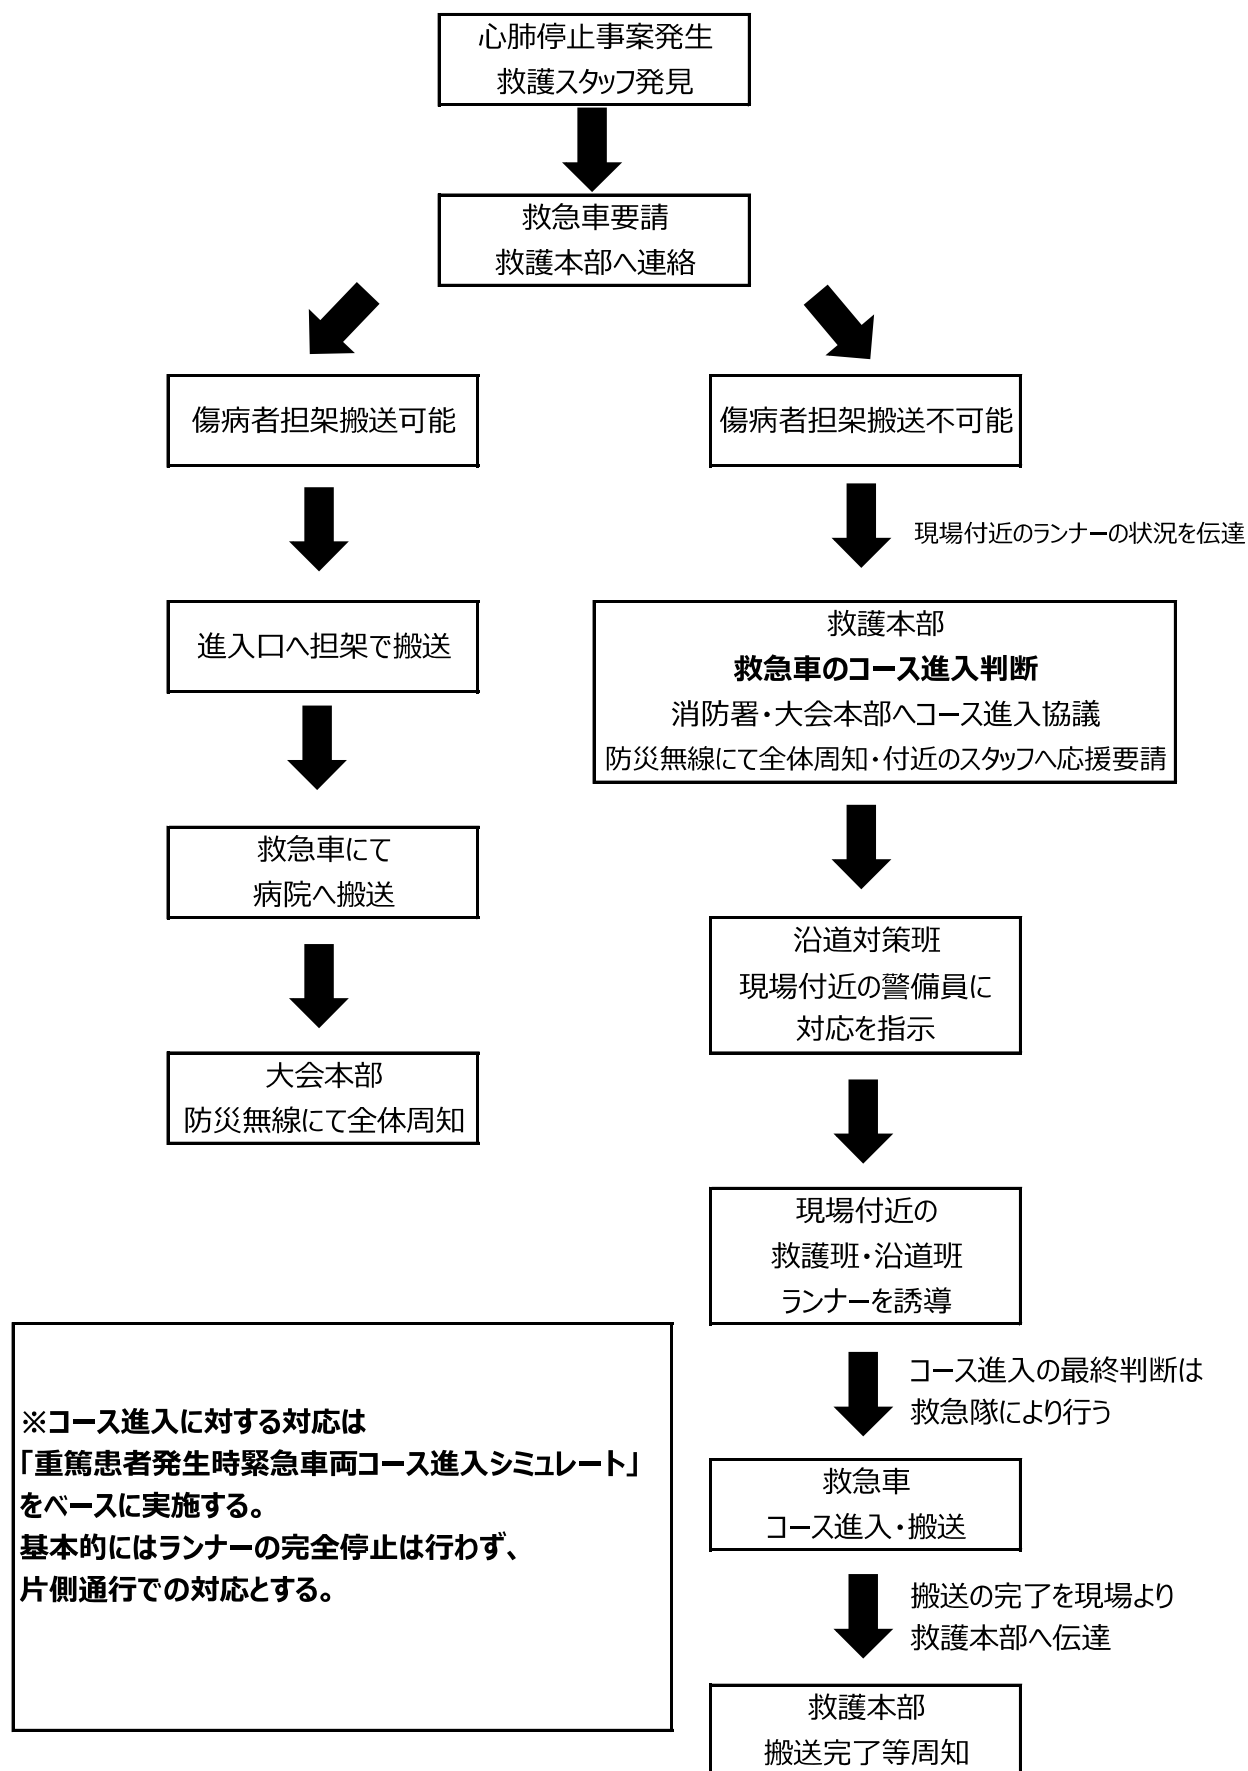 心肺停止事案発生
救護スタッフ発見
救急車要請
救護本部へ連絡
傷病者担架搬送可能
進入口へ担架で搬送
救急車にて
病院へ搬送
大会本部
防災無線にて全体周知
傷病者担架搬送不可能
現場付近のランナーの状況を伝達
救護本部
救急車のコース進入判断
消防署・大会本部へコース進入協議
防災無線にて全体周知・付近のスタッフへ応援要請
沿道対策班
現場付近の警備員に
対応を指示
現場付近の
救護班・沿道班
ランナーを誘導
コース進入の最終判断は
救急隊により行う
救急車
コース進入・搬送
搬送の完了を現場より
救護本部へ伝達
救護本部
搬送完了等周知
※コース進入に対する対応は
「重篤患者発生時緊急車両コース進入シミュレート」
をベースに実施する。
基本的にはランナーの完全停止は行わず、
片側通行での対応とする。